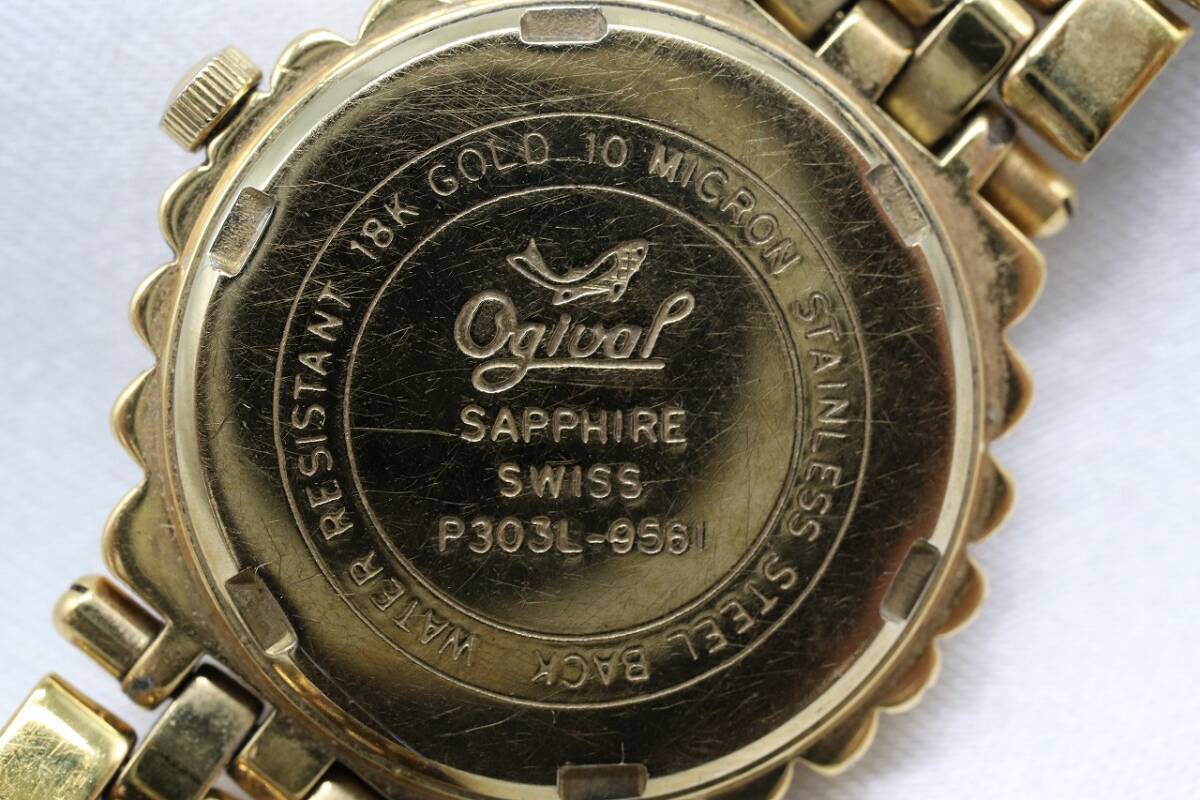 WATER RESISTANT 18K GOLD 10 MICRON STAINLESS STEEL BACK
Ogival
SAPPHIRE
SWISS
P303L-9561